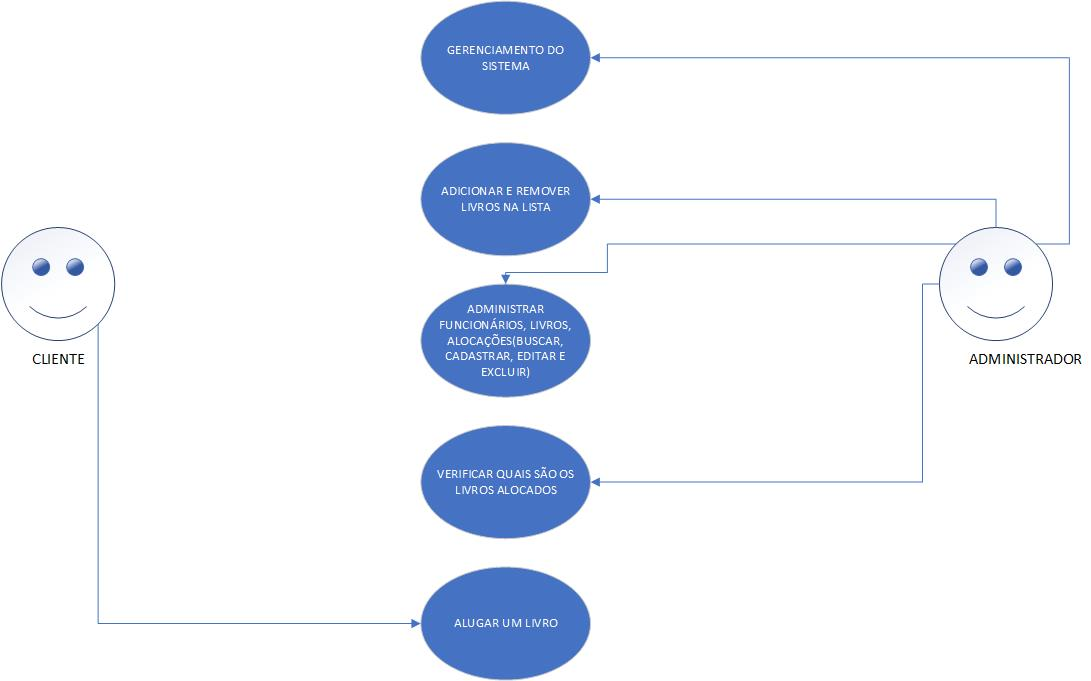 GERENCIAMENTO DO
SISTEMA
ADICIONAR E REMOVER
LIVROS NA LISTA
ADMINISTRAR
FUNCIONÁRIOS, LIVROS,
ALOCAÇÕES(BUSCAR,
CADASTRAR, EDITAR E
EXCLUIR)
CLIENTE
ADMINISTRADOR
VERIFICAR QUAIS SÃO OS
LIVROS ALOCADOS
ALUGAR UM LIVRO